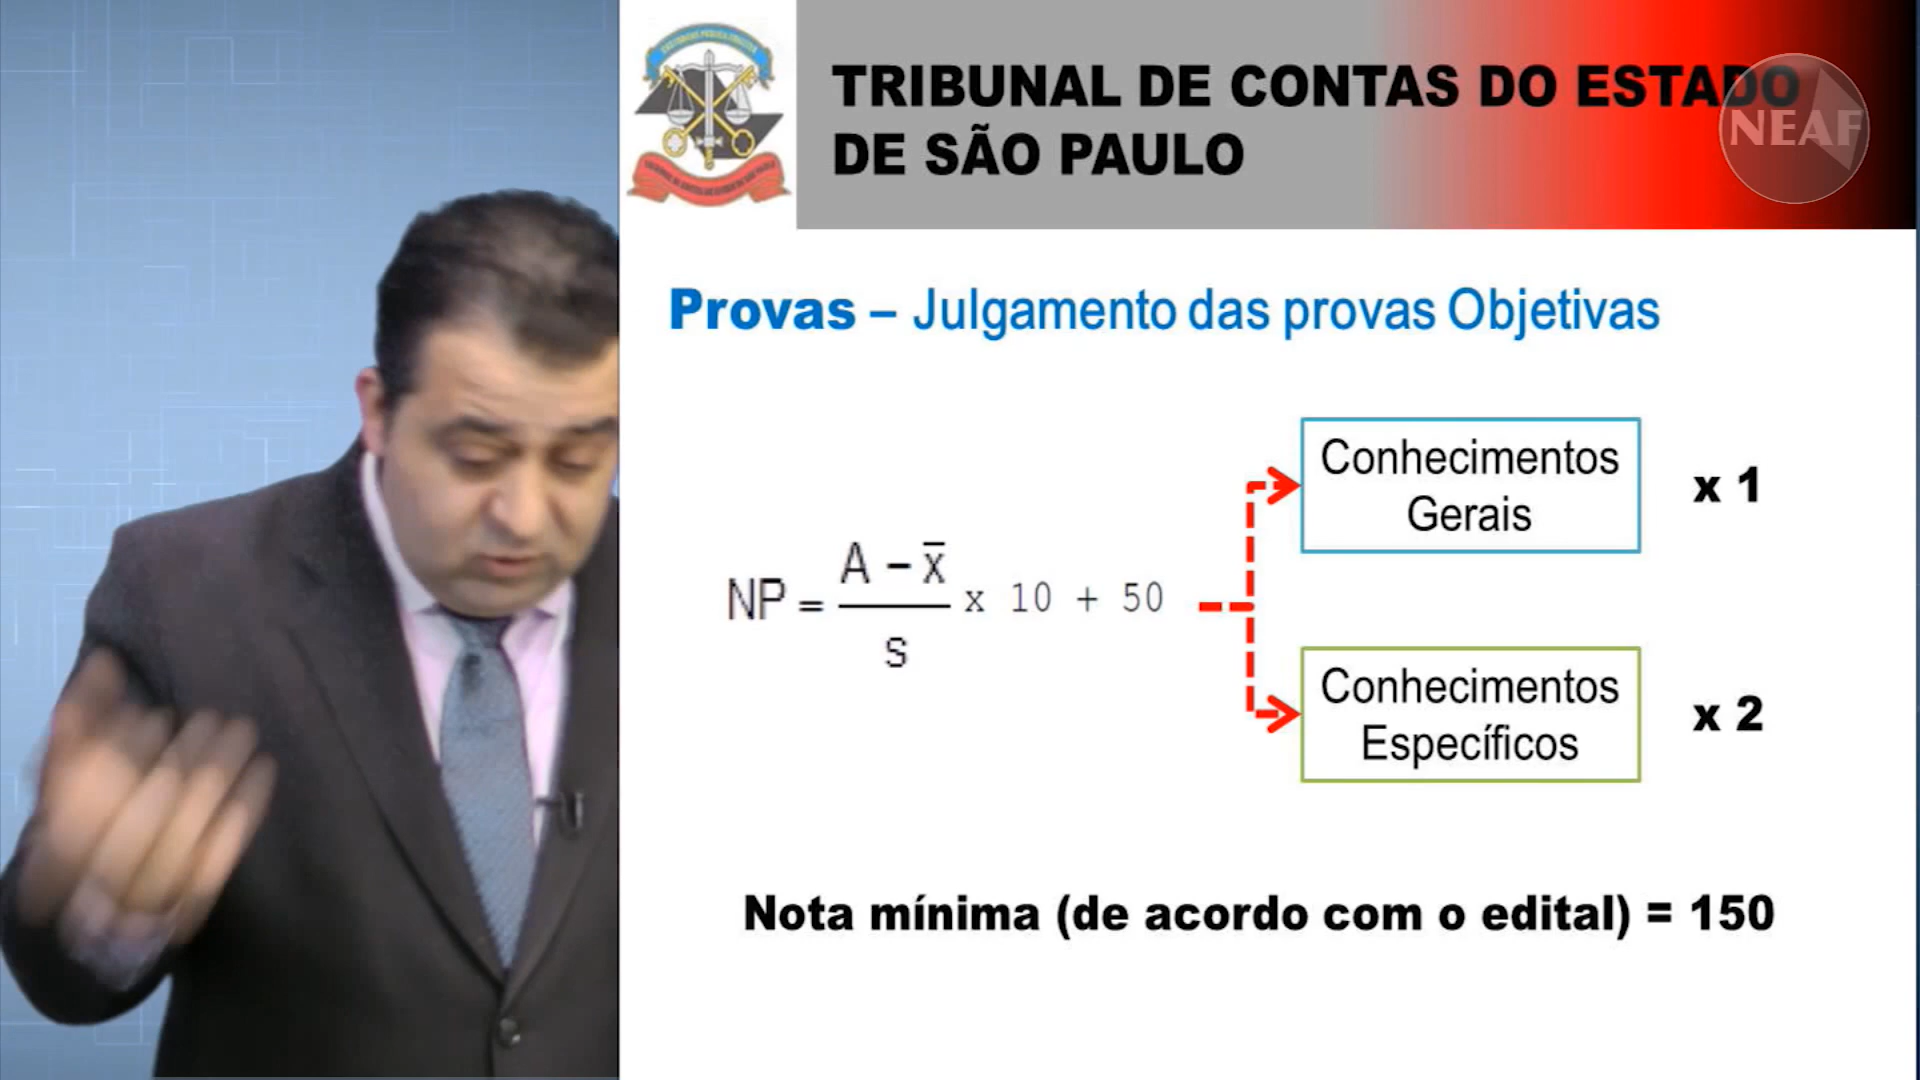 TRIBUNAL DE CONTAS DO ESTADO
DE SÃO PAULO
NEAF
Provas – Julgamento das provas Objetivas
Conhecimentos
Gerais
x 1
NP = A – x̄ / s x 10 + 50
Conhecimentos
Específicos
x 2
Nota mínima (de acordo com o edital) = 150